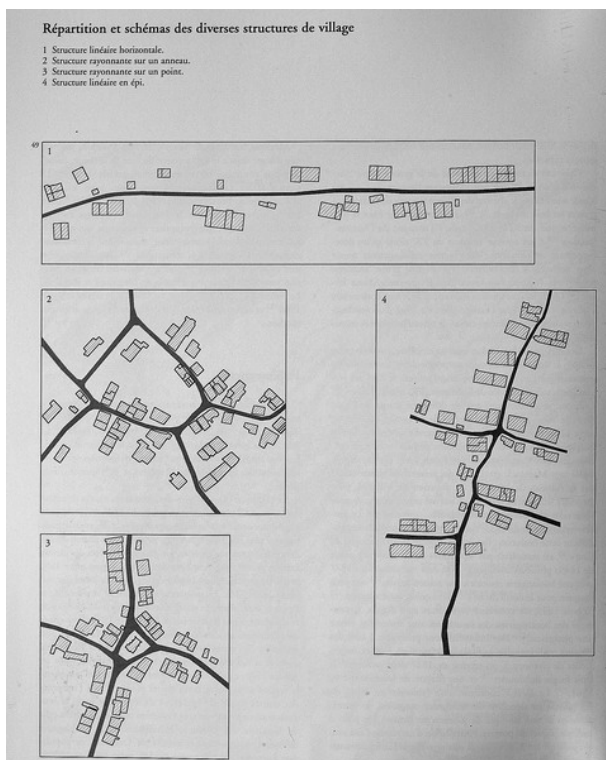 Répartition et schémas des diverses structures de village
1 Structure linéaire horizontale.
2 Structure rayonnante sur un anneau.
3 Structure rayonnante sur un point.
4 Structure linéaire en épi.
49
1
2
4
3